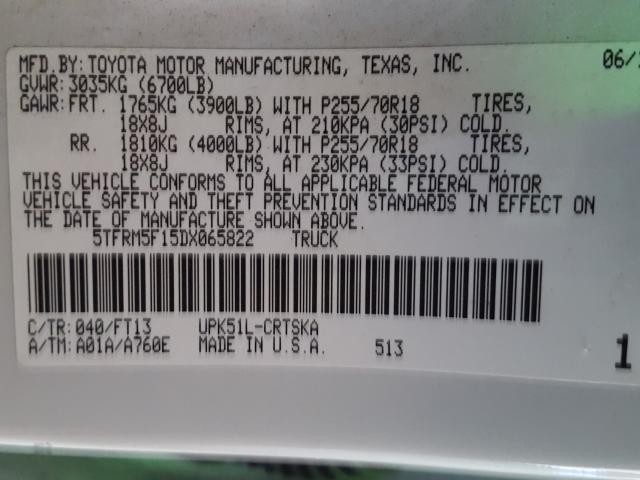 MFD.BY: TOYOTA MOTOR MANUFACTURING, TEXAS, INC. 06/
GVWR: 3035KG (6700LB)
GAWR: FRT. 1765KG (3900LB) WITH P255/70R18 TIRES,
18X8J RIMS, AT 210KPA (30PSI) COLD.
RR. 1810KG (4000LB) WITH P255/70R18 TIRES,
18X8J RIMS, AT 230KPA (33PSI) COLD.
THIS VEHICLE CONFORMS TO ALL APPLICABLE FEDERAL MOTOR
VEHICLE SAFETY AND THEFT PREVENTION STANDARDS IN EFFECT ON
THE DATE OF MANUFACTURE SHOWN ABOVE.
5TFRM5F15DX065822 TRUCK
C/TR: 040/FT13 UPK51L-CRTSKA
A/TM: A01A/A760E MADE IN U.S.A. 513 1